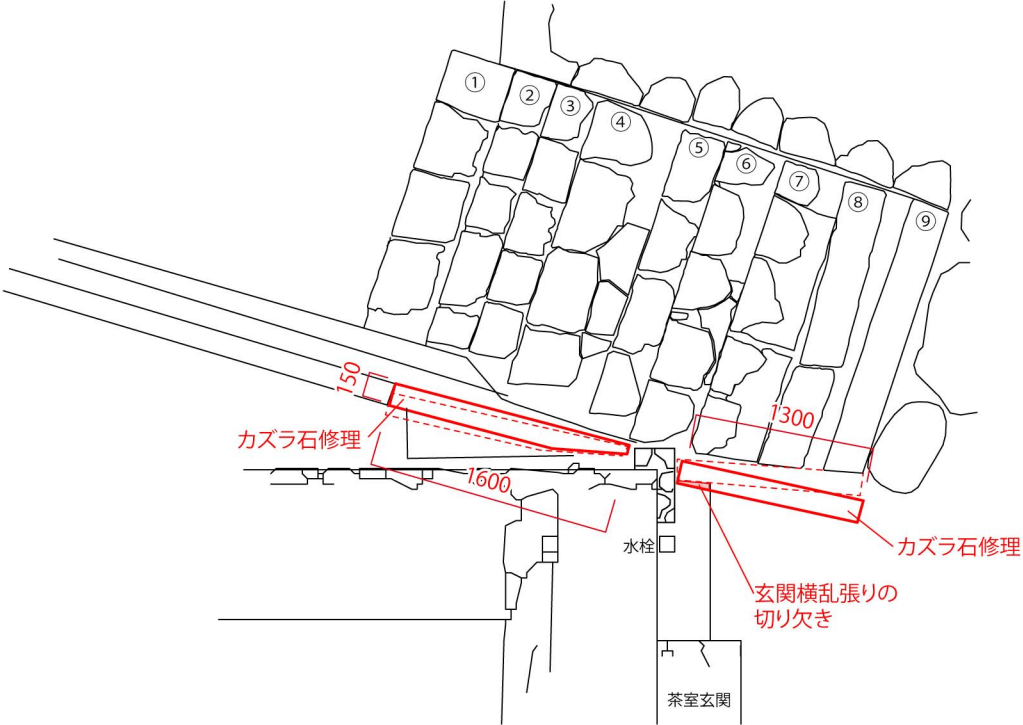 ①
②
③
④
⑤
⑥
⑦
⑧
⑨
150
カズラ石修理
1300
1600
水栓
カズラ石修理
玄関横乱張りの
切り欠き
茶室玄関